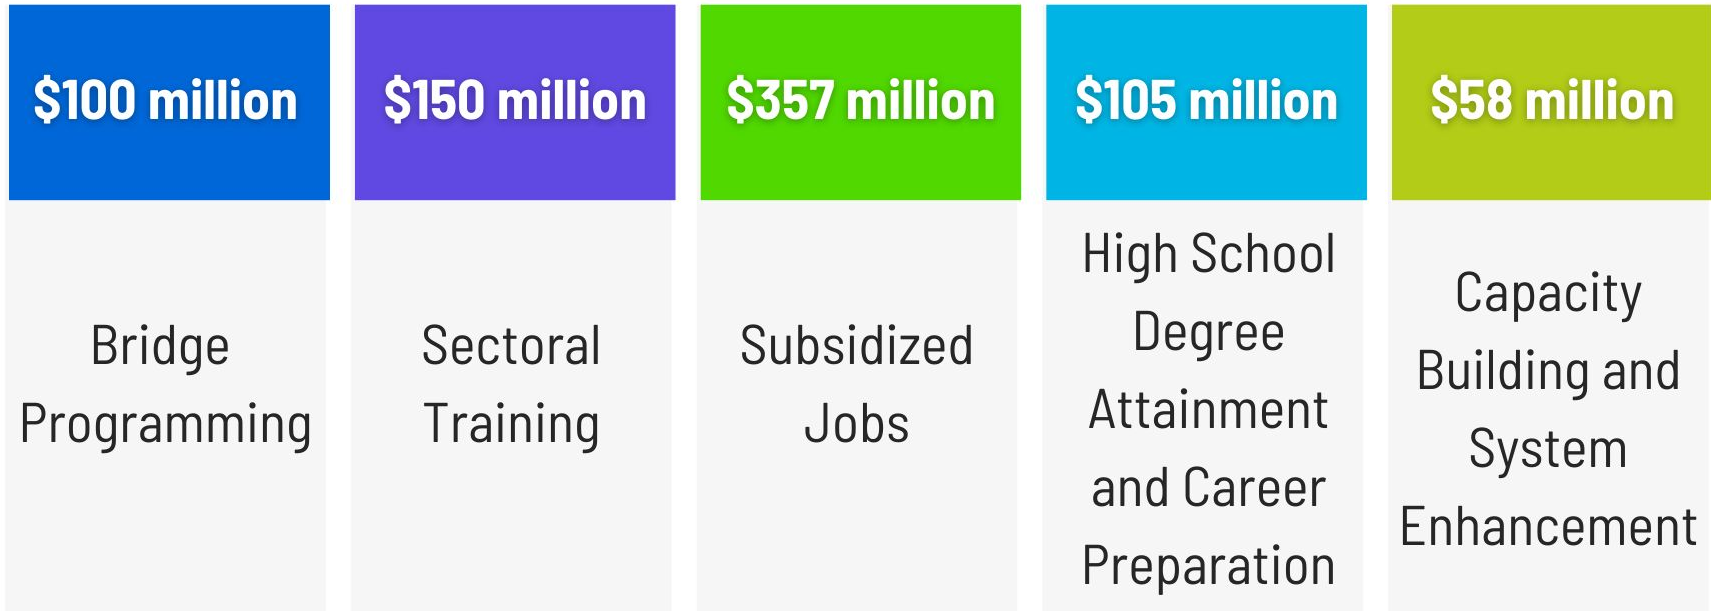 $100 million
Bridge
Programming
$150 million
Sectoral
Training
$357 million
Subsidized
Jobs
$105 million
High School
Degree
Attainment
and Career
Preparation
$58 million
Capacity
Building and
System
Enhancement